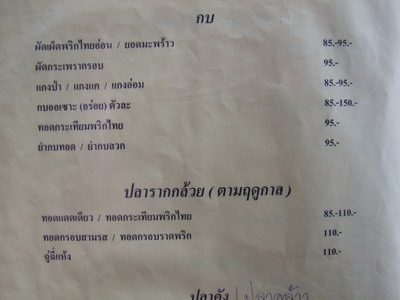 กบ
ผัดเผ็ดพริกไทยอ่อน / ยอดมะพร้าว 85.-95.-
ผัดกระเพรากรอบ 95.-
แกงป่า / แกงแค / แกงอ่อม 85.-95.-
กบออเซาะ (อร่อย) ตัวละ 85.-150.-
ทอดกระเทียมพริกไทย 95.-
ยำกบทอด / ยำกบลวก 95.-
ปลารากกล้วย ( ตามฤดูกาล )
ทอดแดดเดียว / ทอดกระเทียมพริกไทย 85.-110.-
ทอดกรอบสามรส / ทอดกรอบราดพริก 110.-
ฉู่ฉี่แห้ง 110.-
ปลาคัง